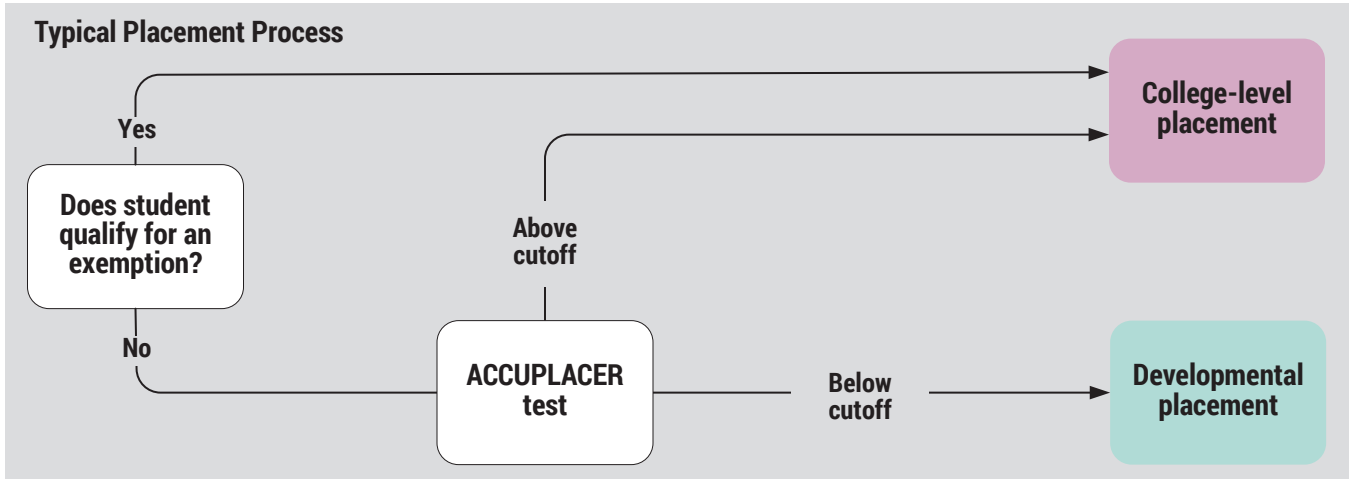 Typical Placement Process
Yes
Does student
qualify for an
exemption?
No
ACCUPLACER
test
Above
cutoff
Below
cutoff
College-level
placement
Developmental
placement